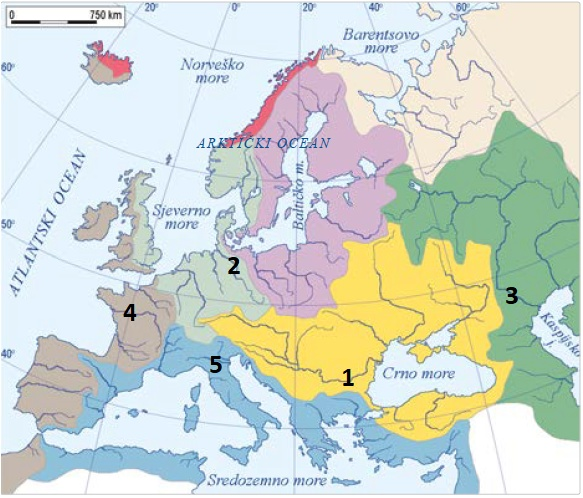 0 750 km
40°
20°
0°
20°
40°
60°
Barentsovo
more
Norveško
more
60°
ARKTIČKI OCEAN
ATLANTSKI OCEAN
Baltičko m.
Sjeverno
more
50°
2
3
4
Kaspijsko
j.
5
1
Crno more
40°
Sredozemno more